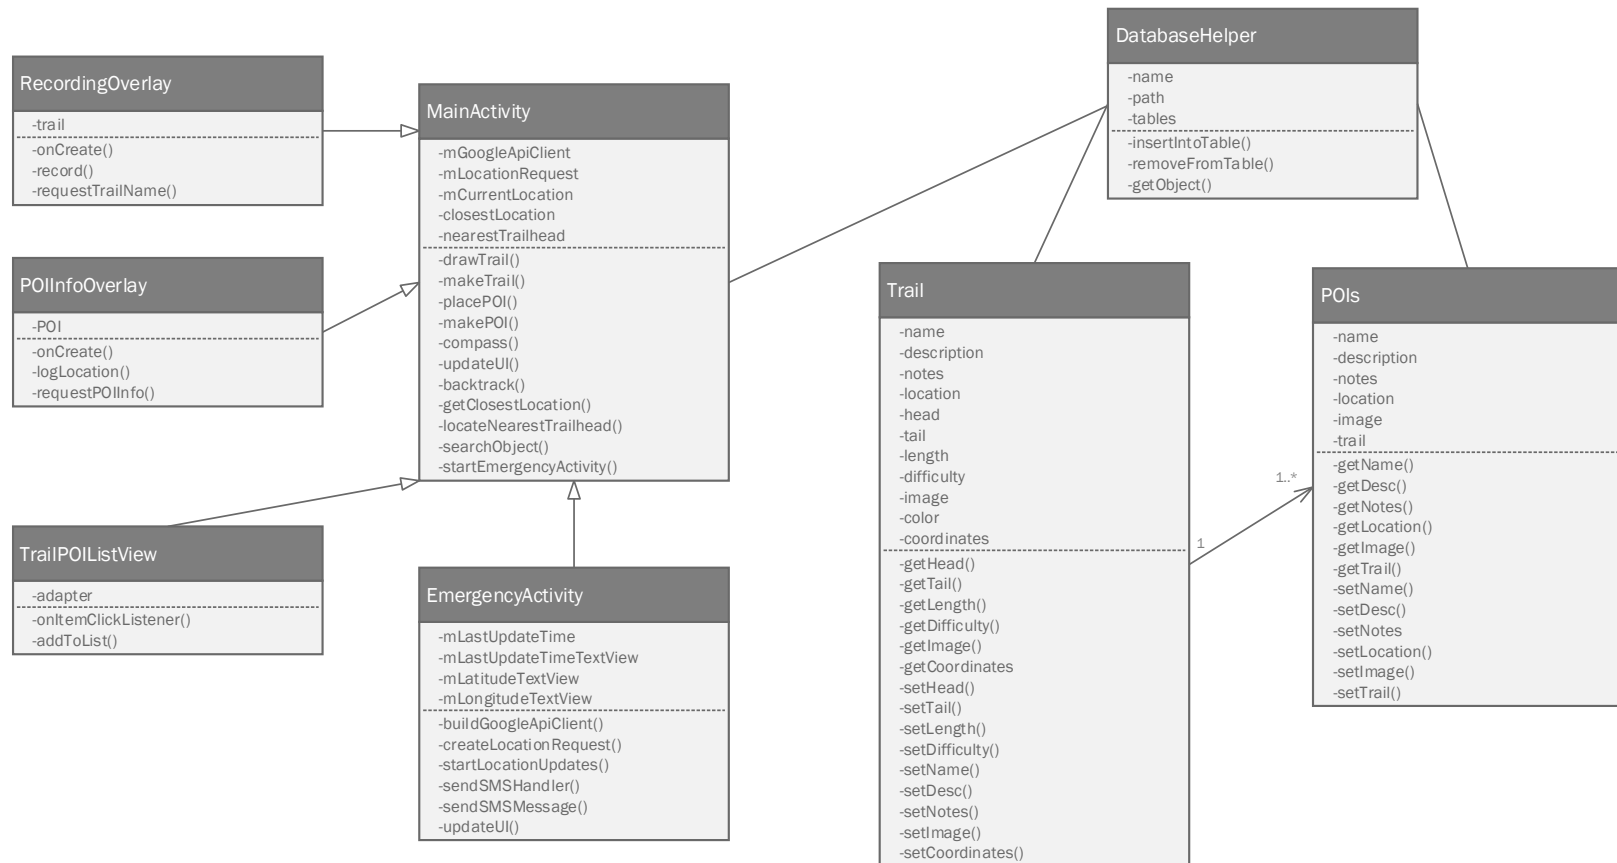 RecordingOverlay
-trail
-onCreate()
-record()
-requestTrailName()
POIInfoOverlay
-POI
-onCreate()
-logLocation()
-requestPOIInfo()
TrailPOIListView
-adapter
-onItemClickListener()
-addToList()
MainActivity
-mGoogleApiClient
-mLocationRequest
-mCurrentLocation
-closestLocation
-nearestTrailhead
-drawTrail()
-makeTrail()
-placePOI()
-makePOI()
-compass()
-updateUI()
-backtrack()
-getClosestLocation()
-locateNearestTrailhead()
-searchObject()
-startEmergencyActivity()
EmergencyActivity
-mLastUpdateTime
-mLastUpdateTimeTextView
-mLatitudeTextView
-mLongitudeTextView
-buildGoogleApiClient()
-createLocationRequest()
-startLocationUpdates()
-sendSMSHandler()
-sendSMSMessage()
-updateUI()
DatabaseHelper
-name
-path
-tables
-insertIntoTable()
-removeFromTable()
-getObject()
Trail
-name
-description
-notes
-location
-head
-tail
-length
-difficulty
-image
-color
-coordinates
-getHead()
-getTail()
-getLength()
-getDifficulty()
-getImage()
-getCoordinates
-setHead()
-setTail()
-setLength()
-setDifficulty()
-setName()
-setDesc()
-setNotes()
-setImage()
-setCoordinates()
1
1..*
POIs
-name
-description
-notes
-location
-image
-trail
-getName()
-getDesc()
-getNotes()
-getLocation()
-getImage()
-getTrail()
-setName()
-setDesc()
-setNotes
-setLocation()
-setImage()
-setTrail()